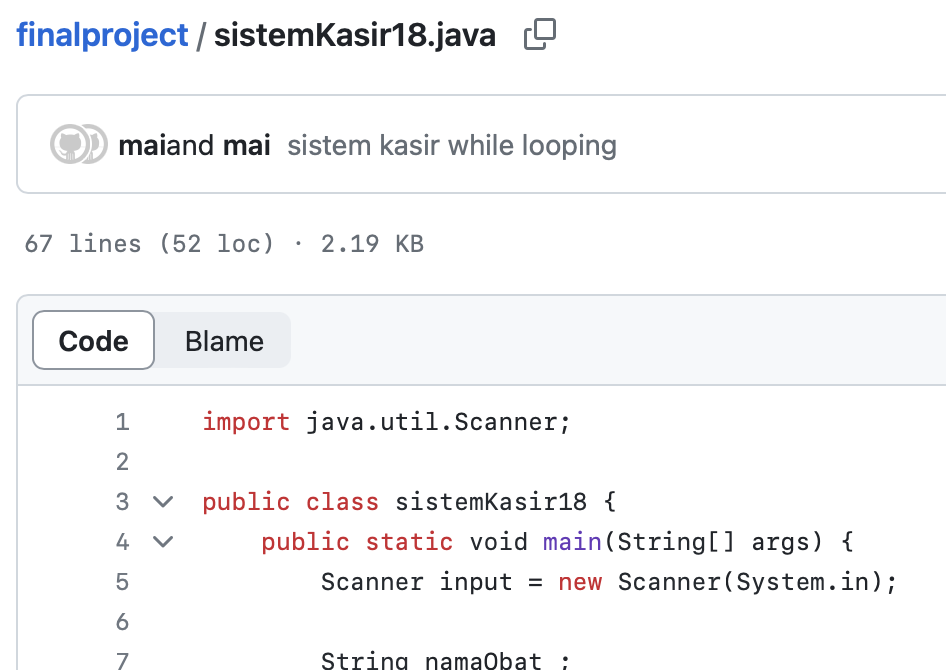 finalproject / sistemKasir18.java
maiand mai sistem kasir while looping
67 lines (52 loc) · 2.19 KB
Code Blame
1 import java.util.Scanner;
2
3 public class sistemKasir18 {
4 public static void main(String[] args) {
5 Scanner input = new Scanner(System.in);
6
7 String namaObat ;